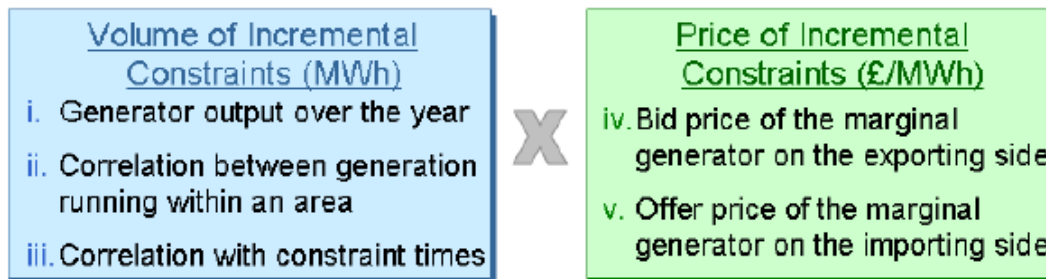 Volume of Incremental
Constraints (MWh)
i. Generator output over the year
ii. Correlation between generation
running within an area
iii. Correlation with constraint times
X
Price of Incremental
Constraints (£/MWh)
iv. Bid price of the marginal
generator on the exporting side
v. Offer price of the marginal
generator on the importing side